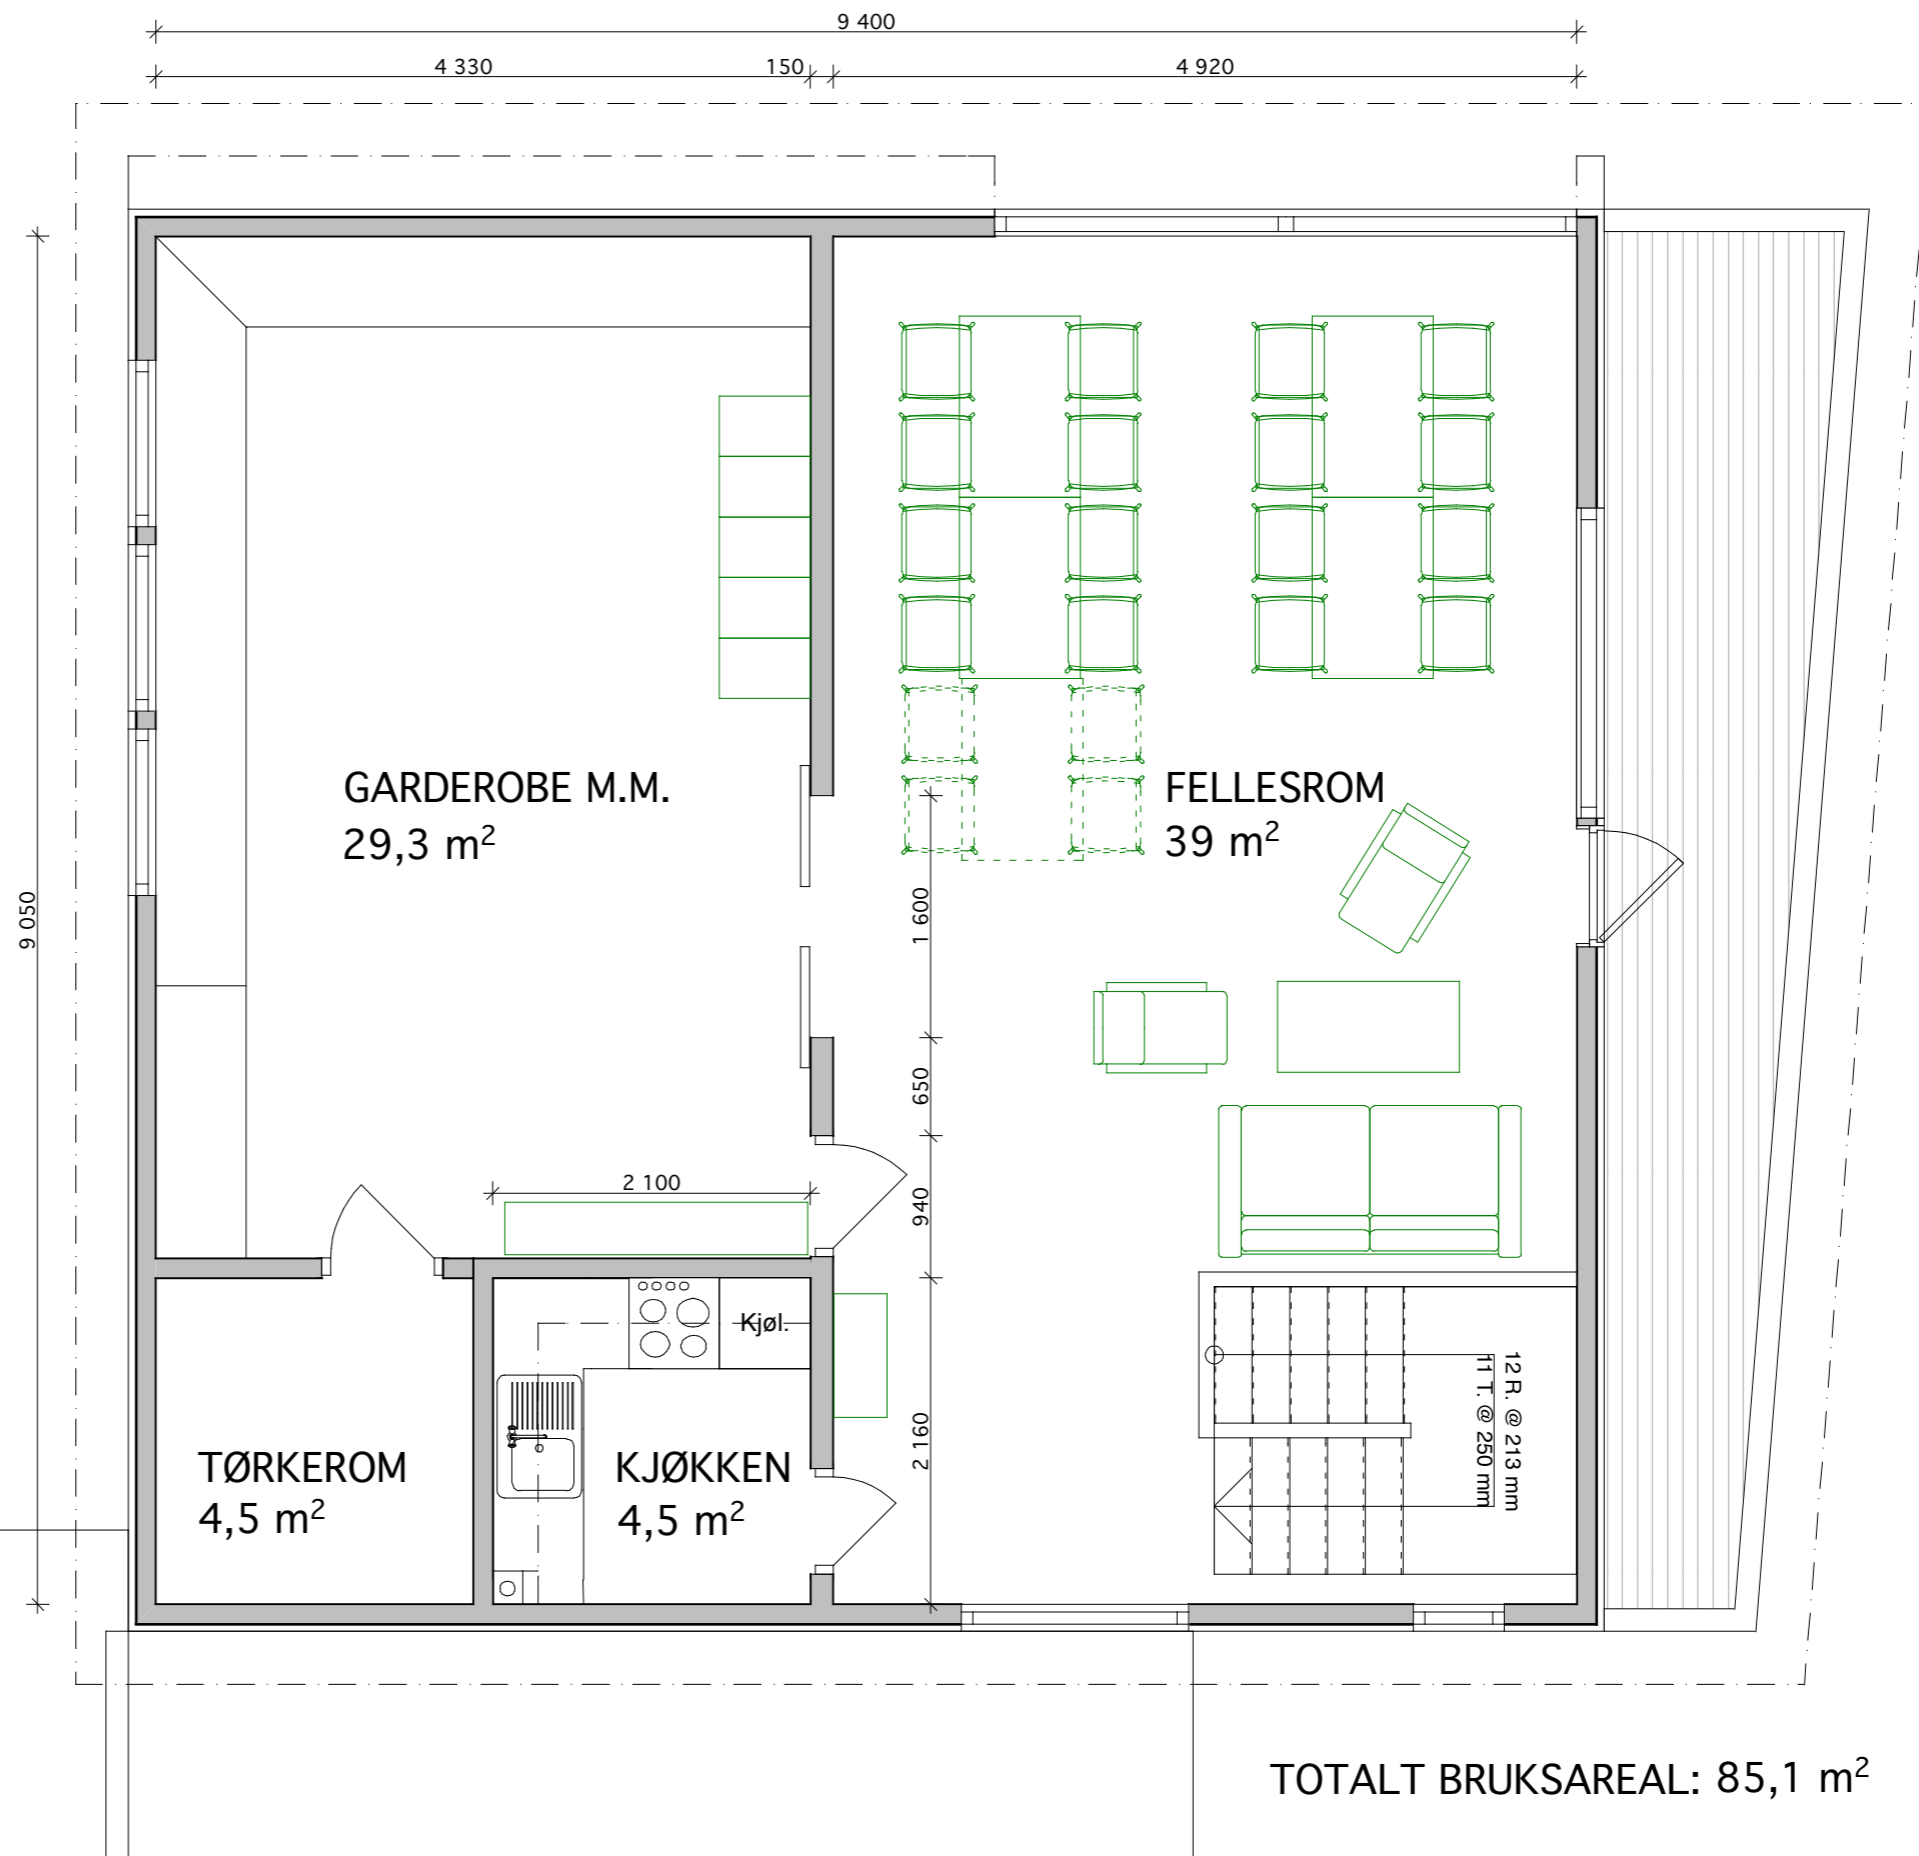 9 400
4 330
150
4 920
9 050
GARDEROBE M.M.
29,3 m²
FELLESROM
39 m²
1 600
650
940
2 160
2 100
Kjøl.
TØRKEROM
4,5 m²
KJØKKEN
4,5 m²
12 R. @ 213 mm
11 T. @ 250 mm
TOTALT BRUKSAREAL: 85,1 m²